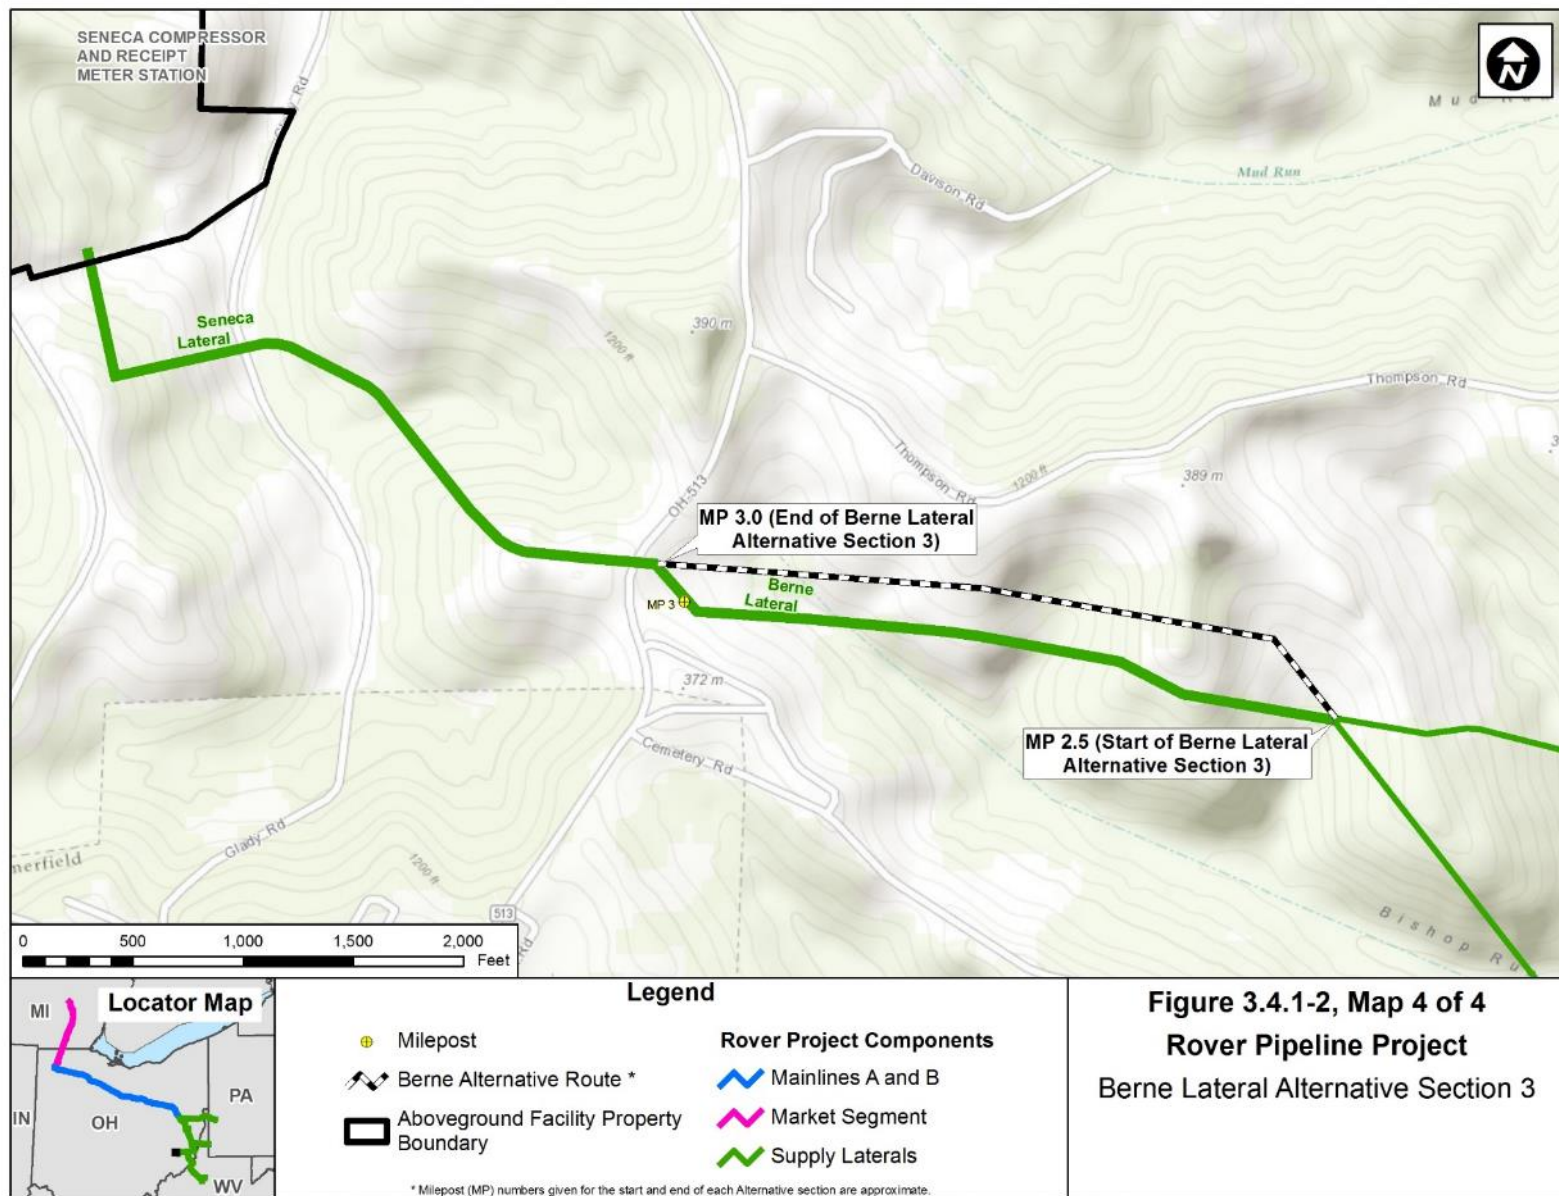 SENECA COMPRESSOR
AND RECEIPT
METER STATION
Rd
N
Mud
Mud Run
Davison Rd
Seneca
Lateral
390 m
1200 ft
Thompson Rd
Thompson Rd
1200 ft
389 m
OH-513
MP 3.0 (End of Berne Lateral
Alternative Section 3)
Berne
Lateral
MP 3
372 m
MP 2.5 (Start of Berne Lateral
Alternative Section 3)
Cemetery Rd
Glady Rd
merfield
1200 ft
513
Rd
Bishop Ru
0 500 1,000 1,500 2,000
Feet
Locator Map
MI
IN
OH
PA
WV
Legend
Milepost
Berne Alternative Route *
Aboveground Facility Property
Boundary
Rover Project Components
Mainlines A and B
Market Segment
Supply Laterals
* Milepost (MP) numbers given for the start and end of each Alternative section are approximate.
Figure 3.4.1-2, Map 4 of 4
Rover Pipeline Project
Berne Lateral Alternative Section 3